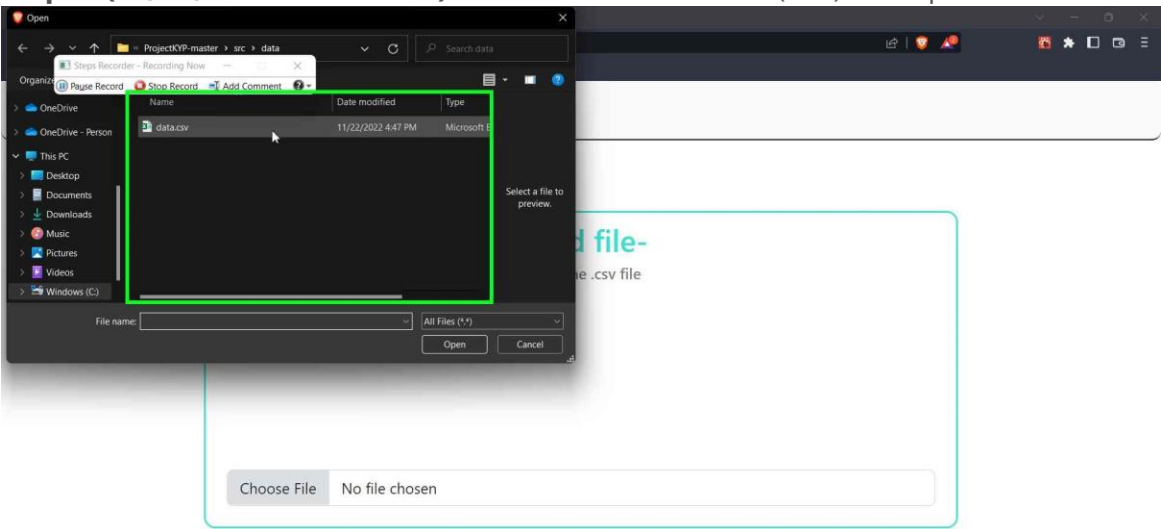 Open
ProjectKYP-master › src › data
Search data
Steps Recorder - Recording Now
Organize
Pause Record Stop Record Add Comment
Name Date modified Type
OneDrive
data.csv 11/22/2022 4:47 PM Microsoft E
OneDrive - Person
This PC
Desktop
Documents
Downloads
Music
Pictures
Videos
Windows (C:)
Select a file to
preview.
file-
.csv file
File name:
All Files (*.*)
Open Cancel
Choose File No file chosen